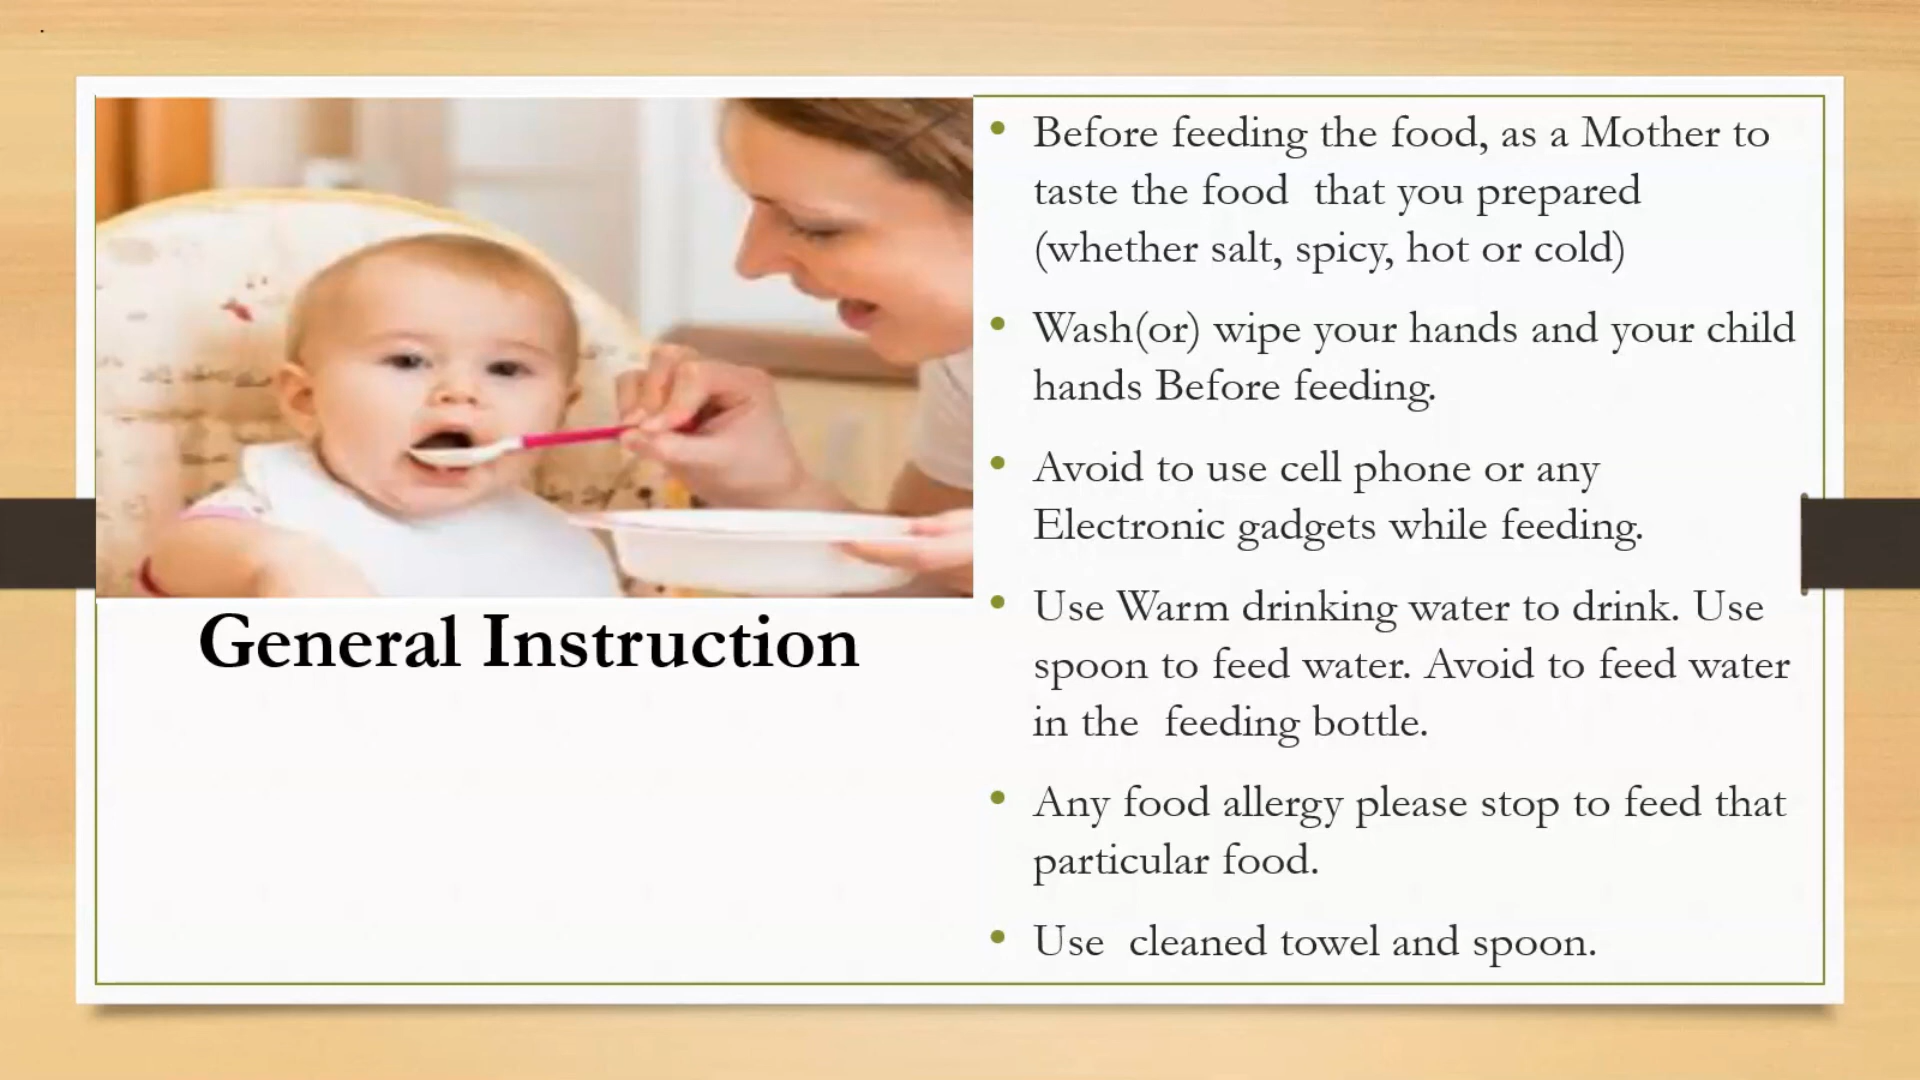 General Instruction
• Before feeding the food, as a Mother to
taste the food  that you prepared
(whether salt, spicy, hot or cold)
• Wash(or) wipe your hands and your child
hands Before feeding.
• Avoid to use cell phone or any
Electronic gadgets while feeding.
• Use Warm drinking water to drink. Use
spoon to feed water. Avoid to feed water
in the  feeding bottle.
• Any food allergy please stop to feed that
particular food.
• Use  cleaned towel and spoon.